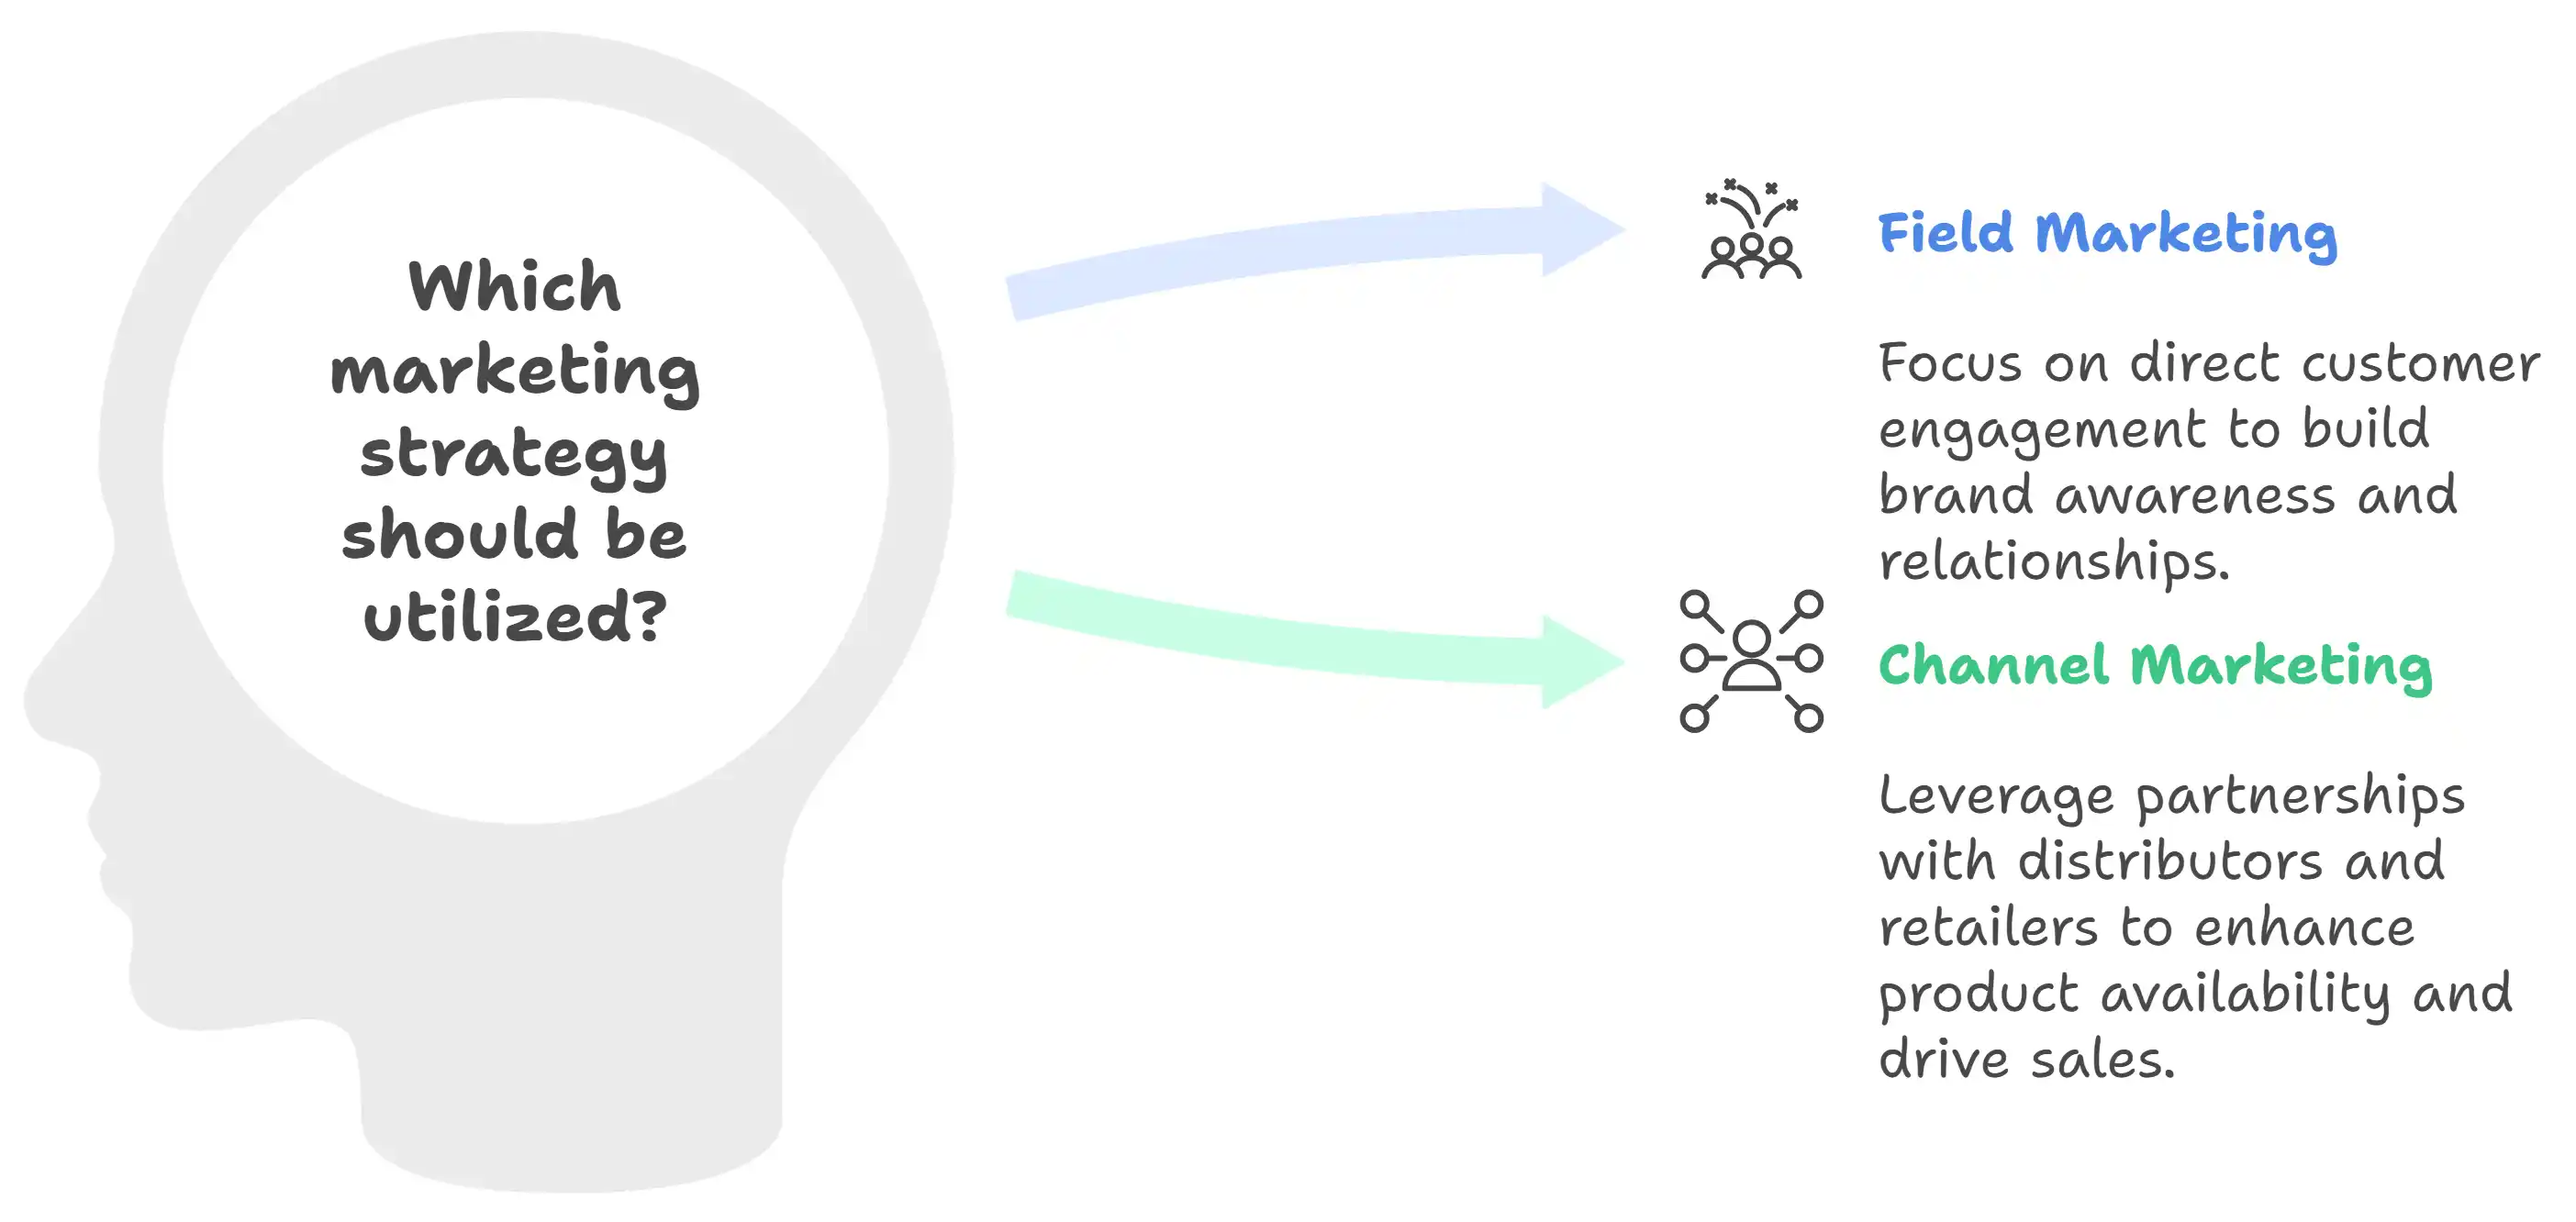 Which
marketing
strategy
should be
utilized?
Field Marketing
Focus on direct customer
engagement to build
brand awareness and
relationships.
Channel Marketing
Leverage partnerships
with distributors and
retailers to enhance
product availability and
drive sales.